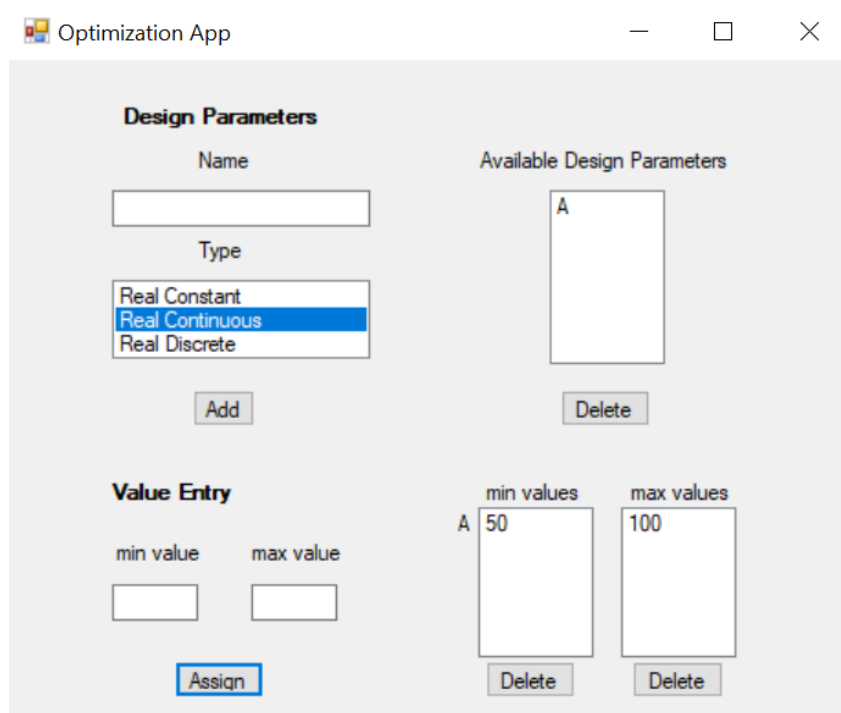 Optimization App
Design Parameters
Name
Available Design Parameters
A
Type
Real Constant
Real Continuous
Real Discrete
Add
Delete
Value Entry
min values
max values
A
50
100
min value
max value
Assign
Delete
Delete